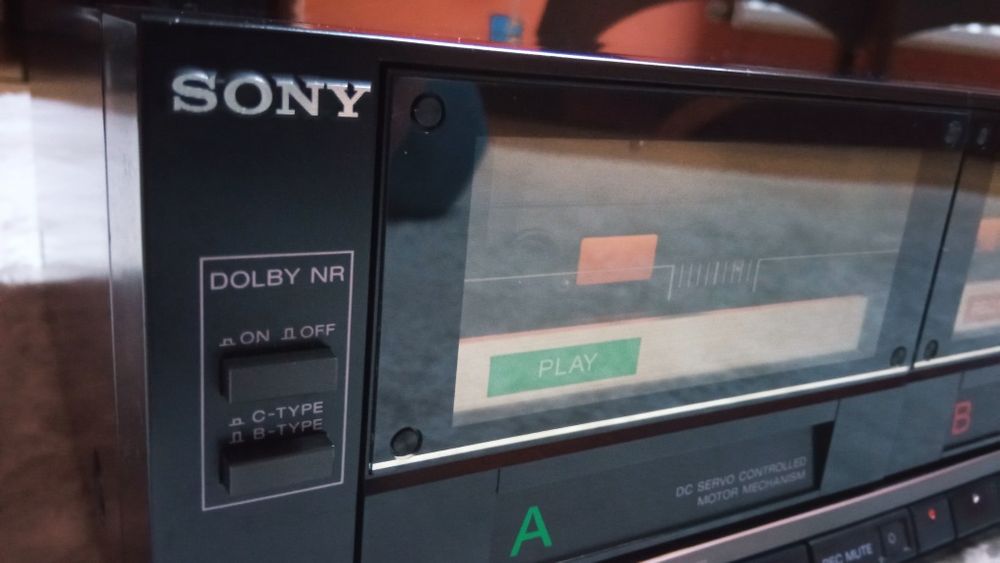 SONY
DOLBY NR
ON OFF
C-TYPE
B-TYPE
PLAY
DC SERVO CONTROLLED
MOTOR MECHANISM
A
B
REC MUTE